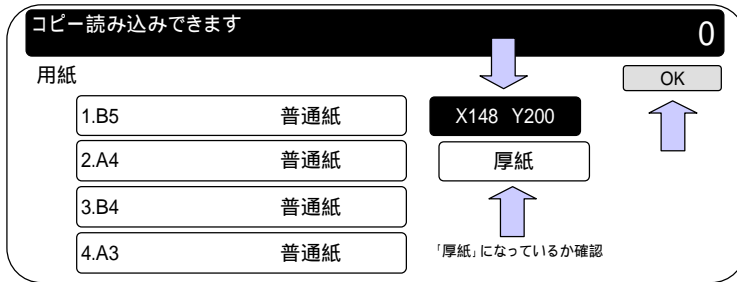 コピー読み込みできます
0
用紙
OK
1.B5 普通紙
X148 Y200
2.A4 普通紙
厚紙
3.B4 普通紙
4.A3 普通紙
「厚紙」になっているか確認